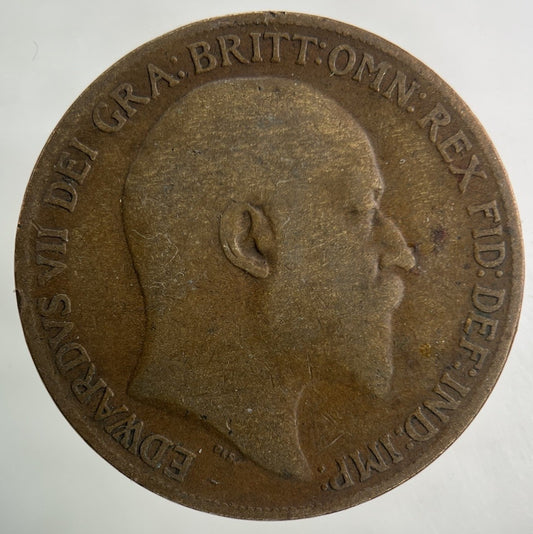 EDWARDVS VII DEI GRA: BRITT: OMN: REX FID: DEF: IND: IMP: